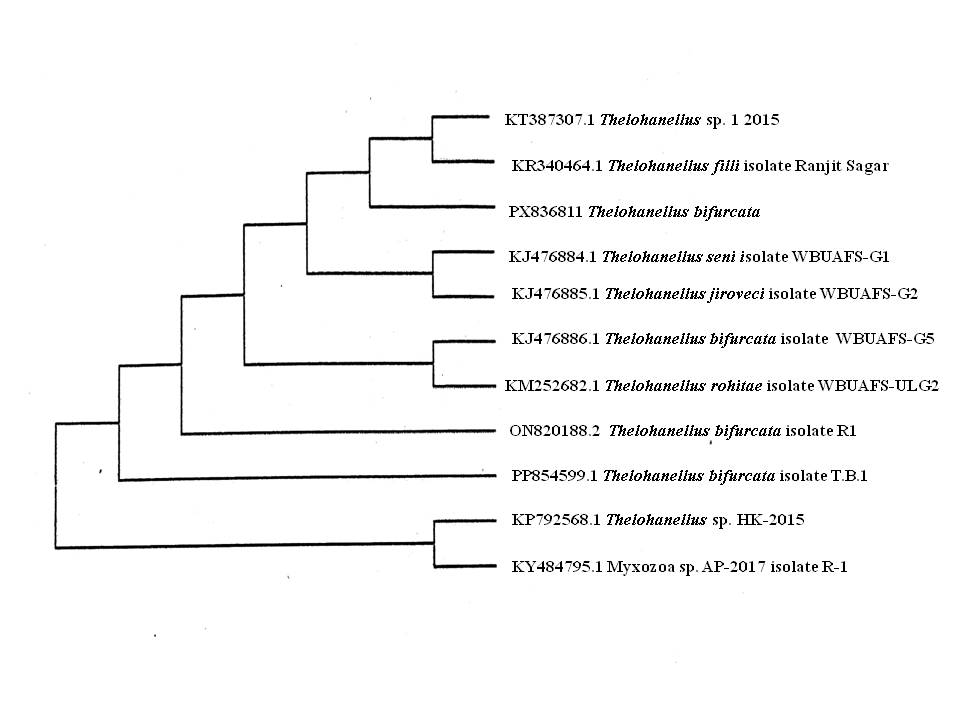 KT387307.1 Thelohanellus sp. 1 2015
KR340464.1 Thelohanellus filli isolate Ranjit Sagar
PX836811 Thelohanellus bifurcata
KJ476884.1 Thelohanellus seni isolate WBUAFS-G1
KJ476885.1 Thelohanellus jiroveci isolate WBUAFS-G2
KJ476886.1 Thelohanellus bifurcata isolate WBUAFS-G5
KM252682.1 Thelohanellus rohitae isolate WBUAFS-ULG2
ON820188.2 Thelohanellus bifurcata isolate R1
PP854599.1 Thelohanellus bifurcata isolate T.B.1
KP792568.1 Thelohanellus sp. HK-2015
KY484795.1 Myxozoa sp. AP-2017 isolate R-1